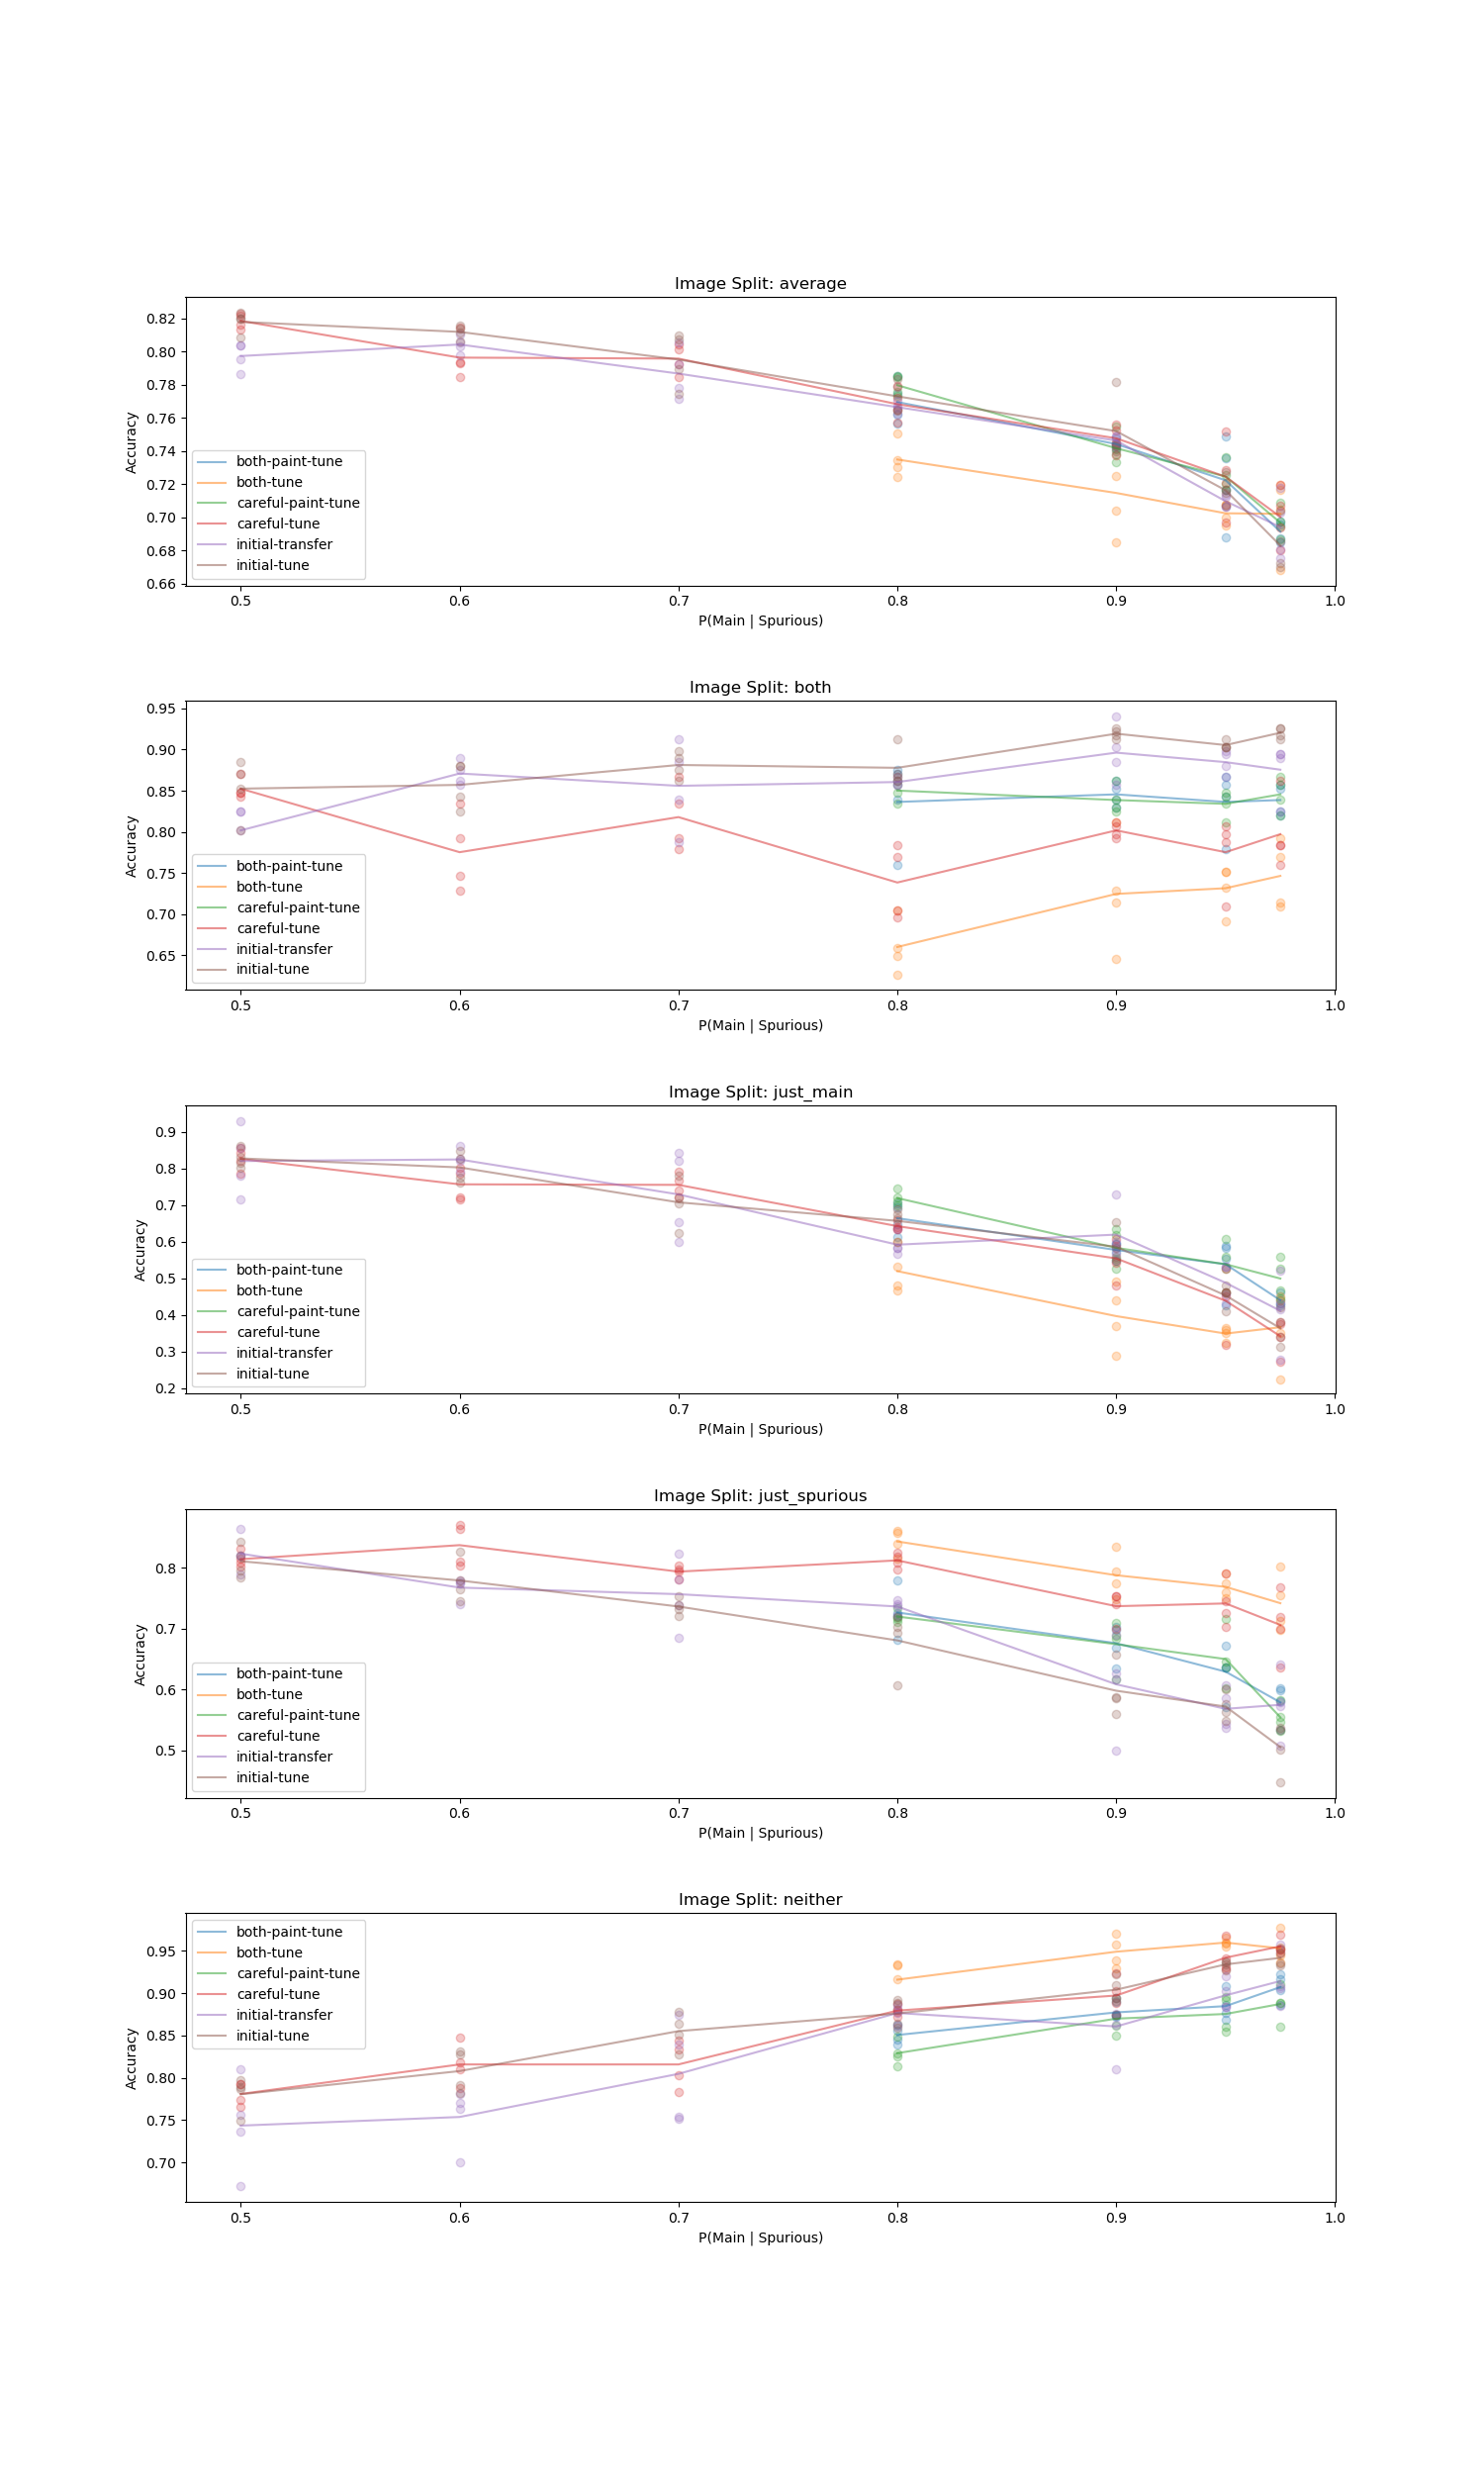 Image Split: average
0.82
0.80
0.78
0.76
0.74
0.72
0.70
0.68
0.66
Accuracy
both-paint-tune
both-tune
careful-paint-tune
careful-tune
initial-transfer
initial-tune
0.5 0.6 0.7 0.8 0.9 1.0
P(Main | Spurious)
Image Split: both
0.95
0.90
0.85
0.80
0.75
0.70
0.65
Accuracy
both-paint-tune
both-tune
careful-paint-tune
careful-tune
initial-transfer
initial-tune
0.5 0.6 0.7 0.8 0.9 1.0
P(Main | Spurious)
Image Split: just_main
0.9
0.8
0.7
0.6
0.5
0.4
0.3
0.2
Accuracy
both-paint-tune
both-tune
careful-paint-tune
careful-tune
initial-transfer
initial-tune
0.5 0.6 0.7 0.8 0.9 1.0
P(Main | Spurious)
Image Split: just_spurious
0.8
0.7
0.6
0.5
Accuracy
both-paint-tune
both-tune
careful-paint-tune
careful-tune
initial-transfer
initial-tune
0.5 0.6 0.7 0.8 0.9 1.0
P(Main | Spurious)
Image Split: neither
0.95
0.90
0.85
0.80
0.75
0.70
Accuracy
both-paint-tune
both-tune
careful-paint-tune
careful-tune
initial-transfer
initial-tune
0.5 0.6 0.7 0.8 0.9 1.0
P(Main | Spurious)